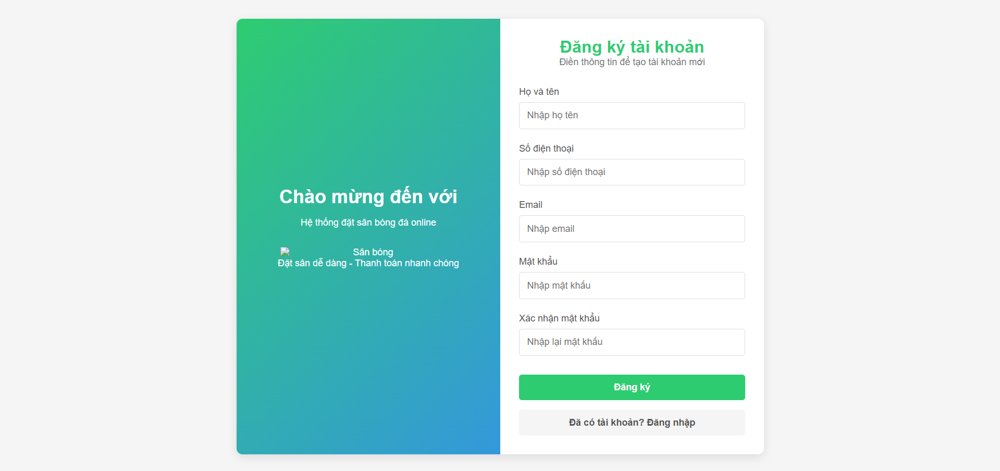 Chào mừng đến với
Hệ thống đặt sân bóng đá online
Sân bóng
Đặt sân dễ dàng - Thanh toán nhanh chóng
Đăng ký tài khoản
Điền thông tin để tạo tài khoản mới
Họ và tên
Nhập họ tên
Số điện thoại
Nhập số điện thoại
Email
Nhập email
Mật khẩu
Nhập mật khẩu
Xác nhận mật khẩu
Nhập lại mật khẩu
Đăng ký
Đã có tài khoản? Đăng nhập